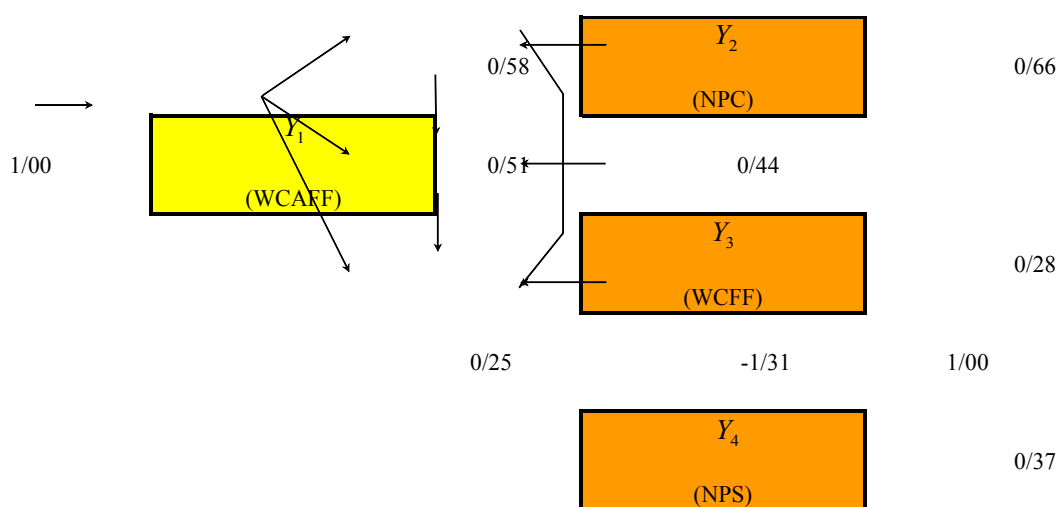 Y2
0/58
0/66
(NPC)
Y1
1/00
0/51
0/44
(WCAFF)
Y3
0/28
(WCFF)
0/25
-1/31
1/00
Y4
0/37
(NPS)